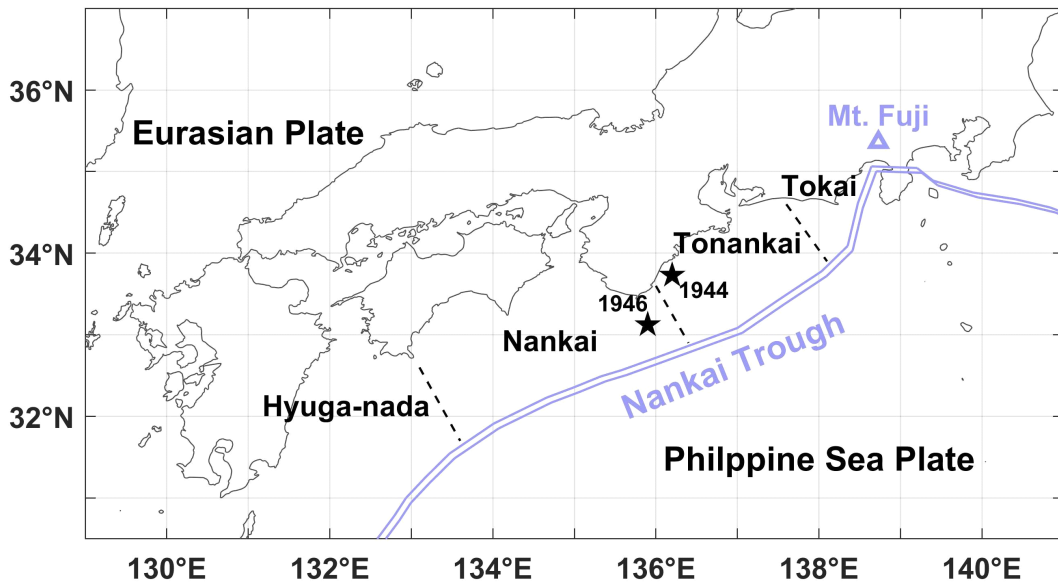 36°N
Eurasian Plate
Mt. Fuji
Tokai
34°N
Tonankai
1944
1946
Nankai
Nankai Trough
32°N
Hyuga-nada
Philppine Sea Plate
130°E 132°E 134°E 136°E 138°E 140°E